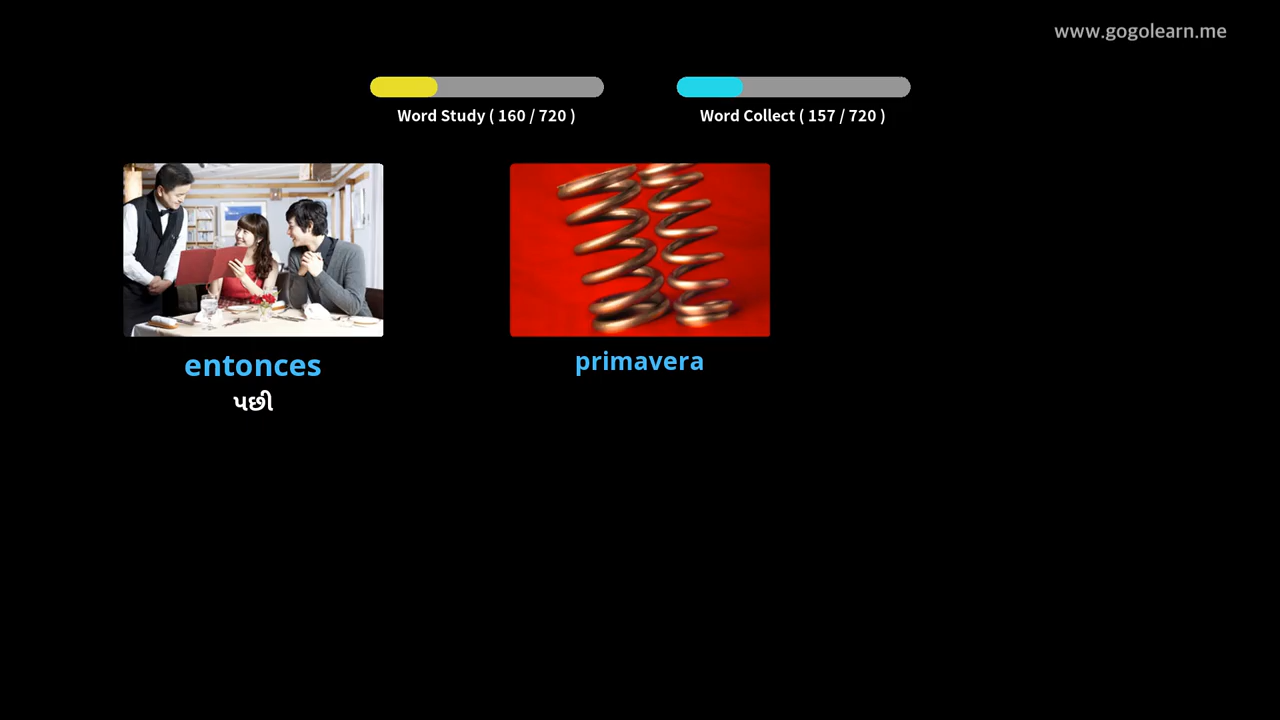 www.gogolearn.me
Word Study ( 160 / 720 )
Word Collect ( 157 / 720 )
entonces
પછી
primavera